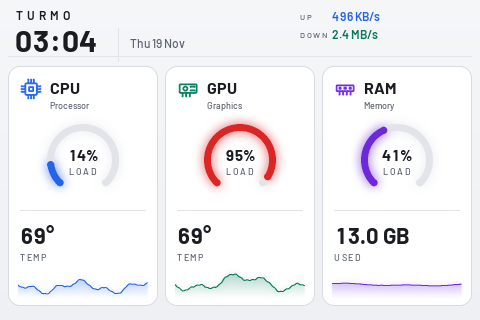 TURMO
03:04
Thu 19 Nov
UP 496 KB/s
DOWN 2.4 MB/s
CPU
Processor
14%
LOAD
69°
TEMP
GPU
Graphics
95%
LOAD
69°
TEMP
RAM
Memory
41%
LOAD
13.0 GB
USED